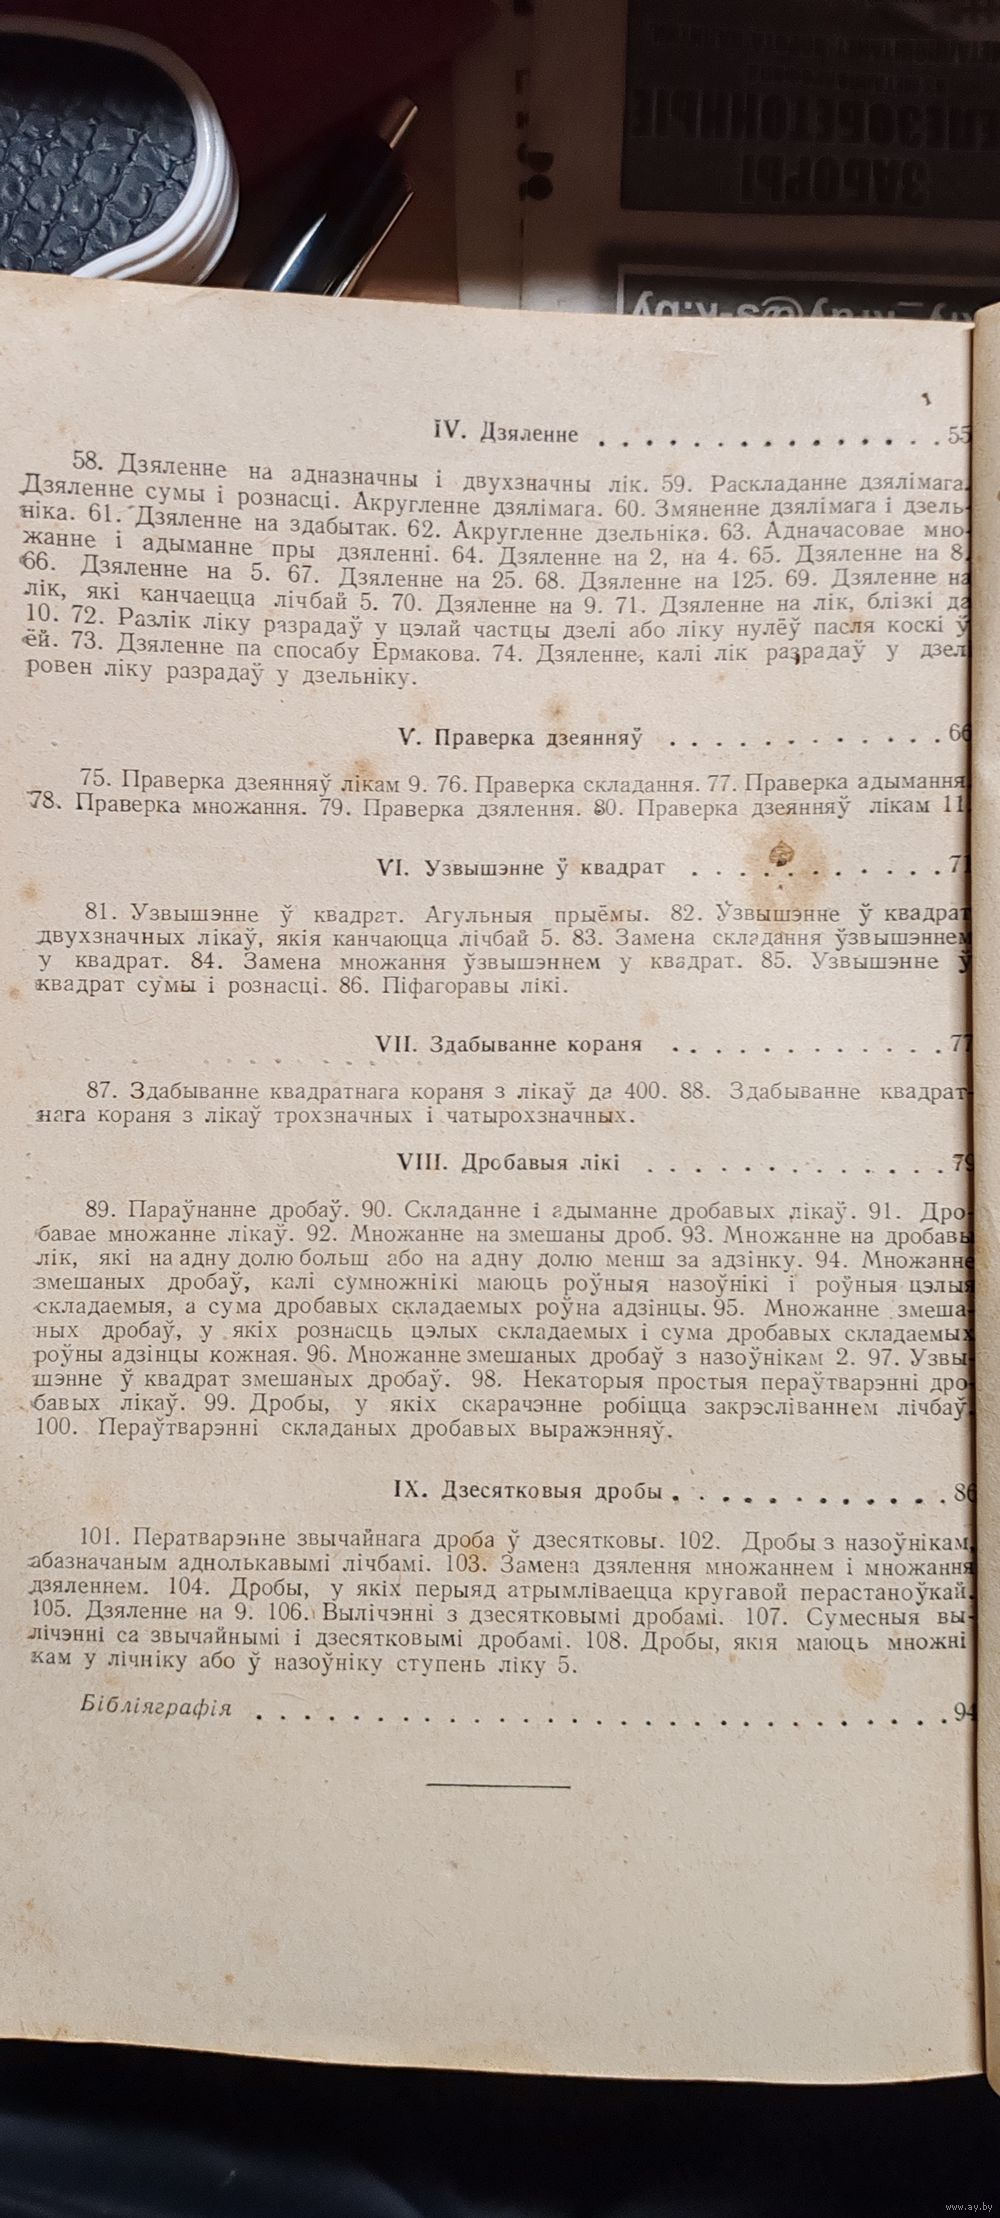 ЗАБОРЫ
ЖЕЛЕЗОБЕТОННЫЕ
IV. Дзяленне . . . . . . . . . . . . . . . . 55
58. Дзяленне на адназначны і двухзначны лік. 59. Раскладанне дзялімага.
Дзяленне сумы і рознасці. Акругленне дзялімага. 60. Змяненне дзялімага і дзель-
ніка. 61. Дзяленне на здабытак. 62. Акругленне дзельніка. 63. Адначасовае мно-
жанне і адыманне пры дзяленні. 64. Дзяленне на 2, на 4. 65. Дзяленне на 8.
66. Дзяленне на 5. 67. Дзяленне на 25. 68. Дзяленне на 125. 69. Дзяленне на
лік, які канчаецца лічбай 5. 70. Дзяленне на 9. 71. Дзяленне на лік, блізкі да
10. 72. Разлік ліку разрадаў у цэлай частцы дзелі або ліку нулёў пасля коскі ў
ёй. 73. Дзяленне па спосабу Ермакова. 74. Дзяленне, калі лік разрадаў у дзел
ровен ліку разрадаў у дзельніку.
V. Праверка дзеянняў . . . . . . . . . . . . 66
75. Праверка дзеянняў лікам 9. 76. Праверка складання. 77. Праверка адымання.
78. Праверка множання. 79. Праверка дзялення. 80. Праверка дзеянняў лікам 11.
VI. Узвышэнне ў квадрат . . . . . . . . . . . 71
81. Узвышэнне ў квадрат. Агульныя прыёмы. 82. Узвышэнне ў квадрат
двухзначных лікаў, якія канчаюцца лічбай 5. 83. Замена складання ўзвышэннем
у квадрат. 84. Замена множання ўзвышэннем у квадрат. 85. Узвышэнне ў
квадрат сумы і рознасці. 86. Піфагоравы лікі.
VII. Здабыванне кораня . . . . . . . . . . . . 77
87. Здабыванне квадратнага кораня з лікаў да 400. 88. Здабыванне квадрат-
нага кораня з лікаў трохзначных і чатырохзначных.
VIII. Дробавыя лікі . . . . . . . . . . . . . . 79
89. Параўнанне дробаў. 90. Складанне і адыманне дробавых лікаў. 91. Дро-
бавае множанне лікаў. 92. Множанне на змешаны дроб. 93. Множанне на дробавы
лік, які на адну долю больш або на адну долю менш за адзінку. 94. Множанне
змешаных дробаў, калі сумножнікі маюць роўныя назоўнікі і роўныя цэлыя
складаемыя, а сума дробавых складаемых роўна адзінцы. 95. Множанне змеша-
ных дробаў, у якіх рознасць цэлых складаемых і сума дробавых складаемых
роўны адзінцы кожная. 96. Множанне змешаных дробаў з назоўнікам 2. 97. Узвы-
шэнне ў квадрат змешаных дробаў. 98. Некаторыя простыя пераўтварэнні дро-
бавых лікаў. 99. Дробы, у якіх скарачэнне робіцца закрэсліваннем лічбаў.
100. Пераўтварэнні складаных дробавых выражэнняў.
IX. Дзесятковыя дробы . . . . . . . . . . . . 86
101. Ператварэнне звычайнага дроба ў дзесятковы. 102. Дробы з назоўнікам,
абазначаным аднолькавымі лічбамі. 103. Замена дзялення множаннем і множання
дзяленнем. 104. Дробы, у якіх перыяд атрымліваецца кругавой перастаноўкай.
105. Дзяленне на 9. 106. Вылічэнні з дзесятковымі дробамі. 107. Сумесныя вы-
лічэнні са звычайнымі і дзесятковымі дробамі. 108. Дробы, якія маюць множні
кам у лічніку або ў назоўніку ступень ліку 5.
Бібліяграфія . . . . . . . . . . . . . . . . . . . . . . . . 94
www.ay.by